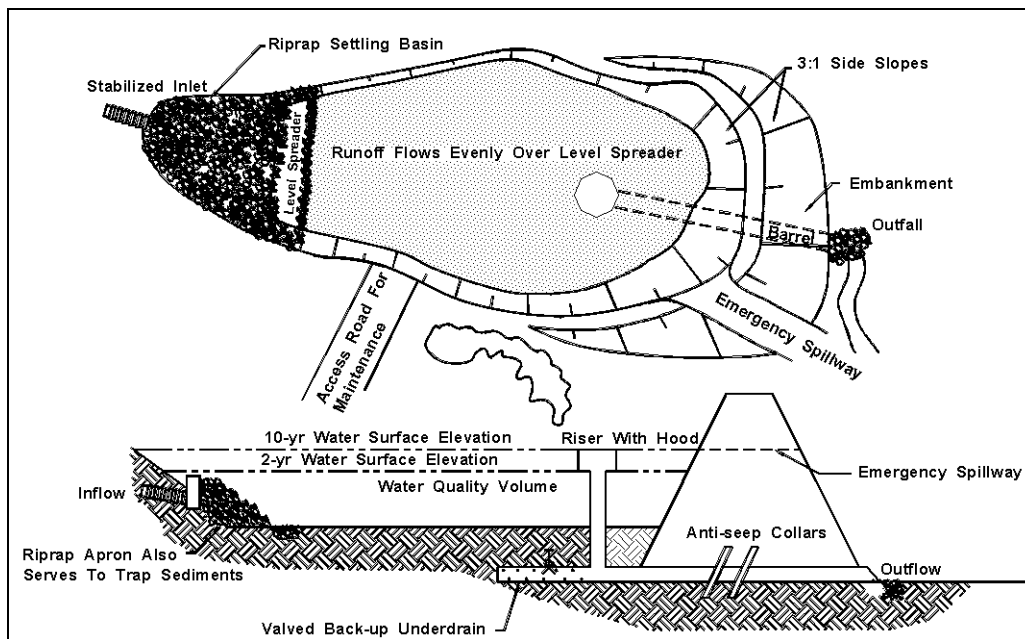 Riprap Settling Basin
Stabilized Inlet
3:1 Side Slopes
Level Spreader
Runoff Flows Evenly Over Level Spreader
Embankment
Outfall
Barrel
Emergency Spillway
Access Road For
Maintenance
10-yr Water Surface Elevation
Riser With Hood
2-yr Water Surface Elevation
Emergency Spillway
Water Quality Volume
Inflow
Anti-seep Collars
Riprap Apron Also
Serves To Trap Sediments
Outflow
Valved Back-up Underdrain